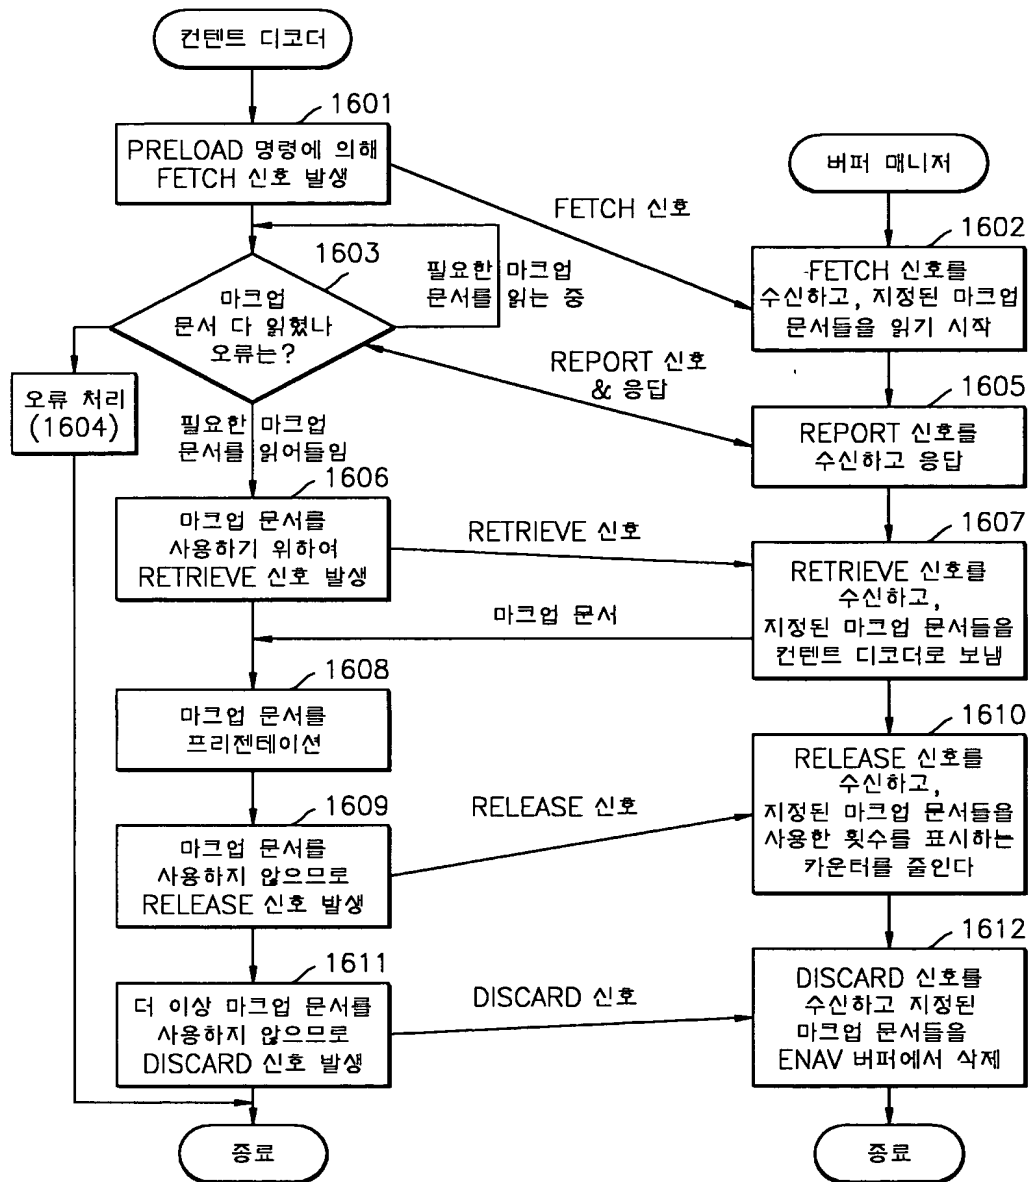 컨텐트 디코더
1601
PRELOAD 명령에 의해
FETCH 신호 발생
버퍼 매니저
FETCH 신호
1602
FETCH 신호를
수신하고, 지정된 마크업
문서들을 읽기 시작
1603
필요한 마크업
문서를 읽는 중
마크업
문서 다 읽혔나
오류는?
REPORT 신호
& 응답
오류 처리
(1604)
1605
REPORT 신호를
수신하고 응답
필요한 마크업
문서를 읽어들임
1606
마크업 문서를
사용하기 위하여
RETRIEVE 신호 발생
RETRIEVE 신호
1607
RETRIEVE 신호를
수신하고,
지정된 마크업 문서들을
컨텐트 디코더로 보냄
마크업 문서
1608
마크업 문서를
프리젠테이션
1610
RELEASE 신호를
수신하고,
지정된 마크업 문서들을
사용한 횟수를 표시하는
카운터를 줄인다
1609
마크업 문서를
사용하지 않으므로
RELEASE 신호 발생
RELEASE 신호
1611
더 이상 마크업 문서를
사용하지 않으므로
DISCARD 신호 발생
DISCARD 신호
1612
DISCARD 신호를
수신하고 지정된
마크업 문서들을
ENAV 버퍼에서 삭제
종료
종료